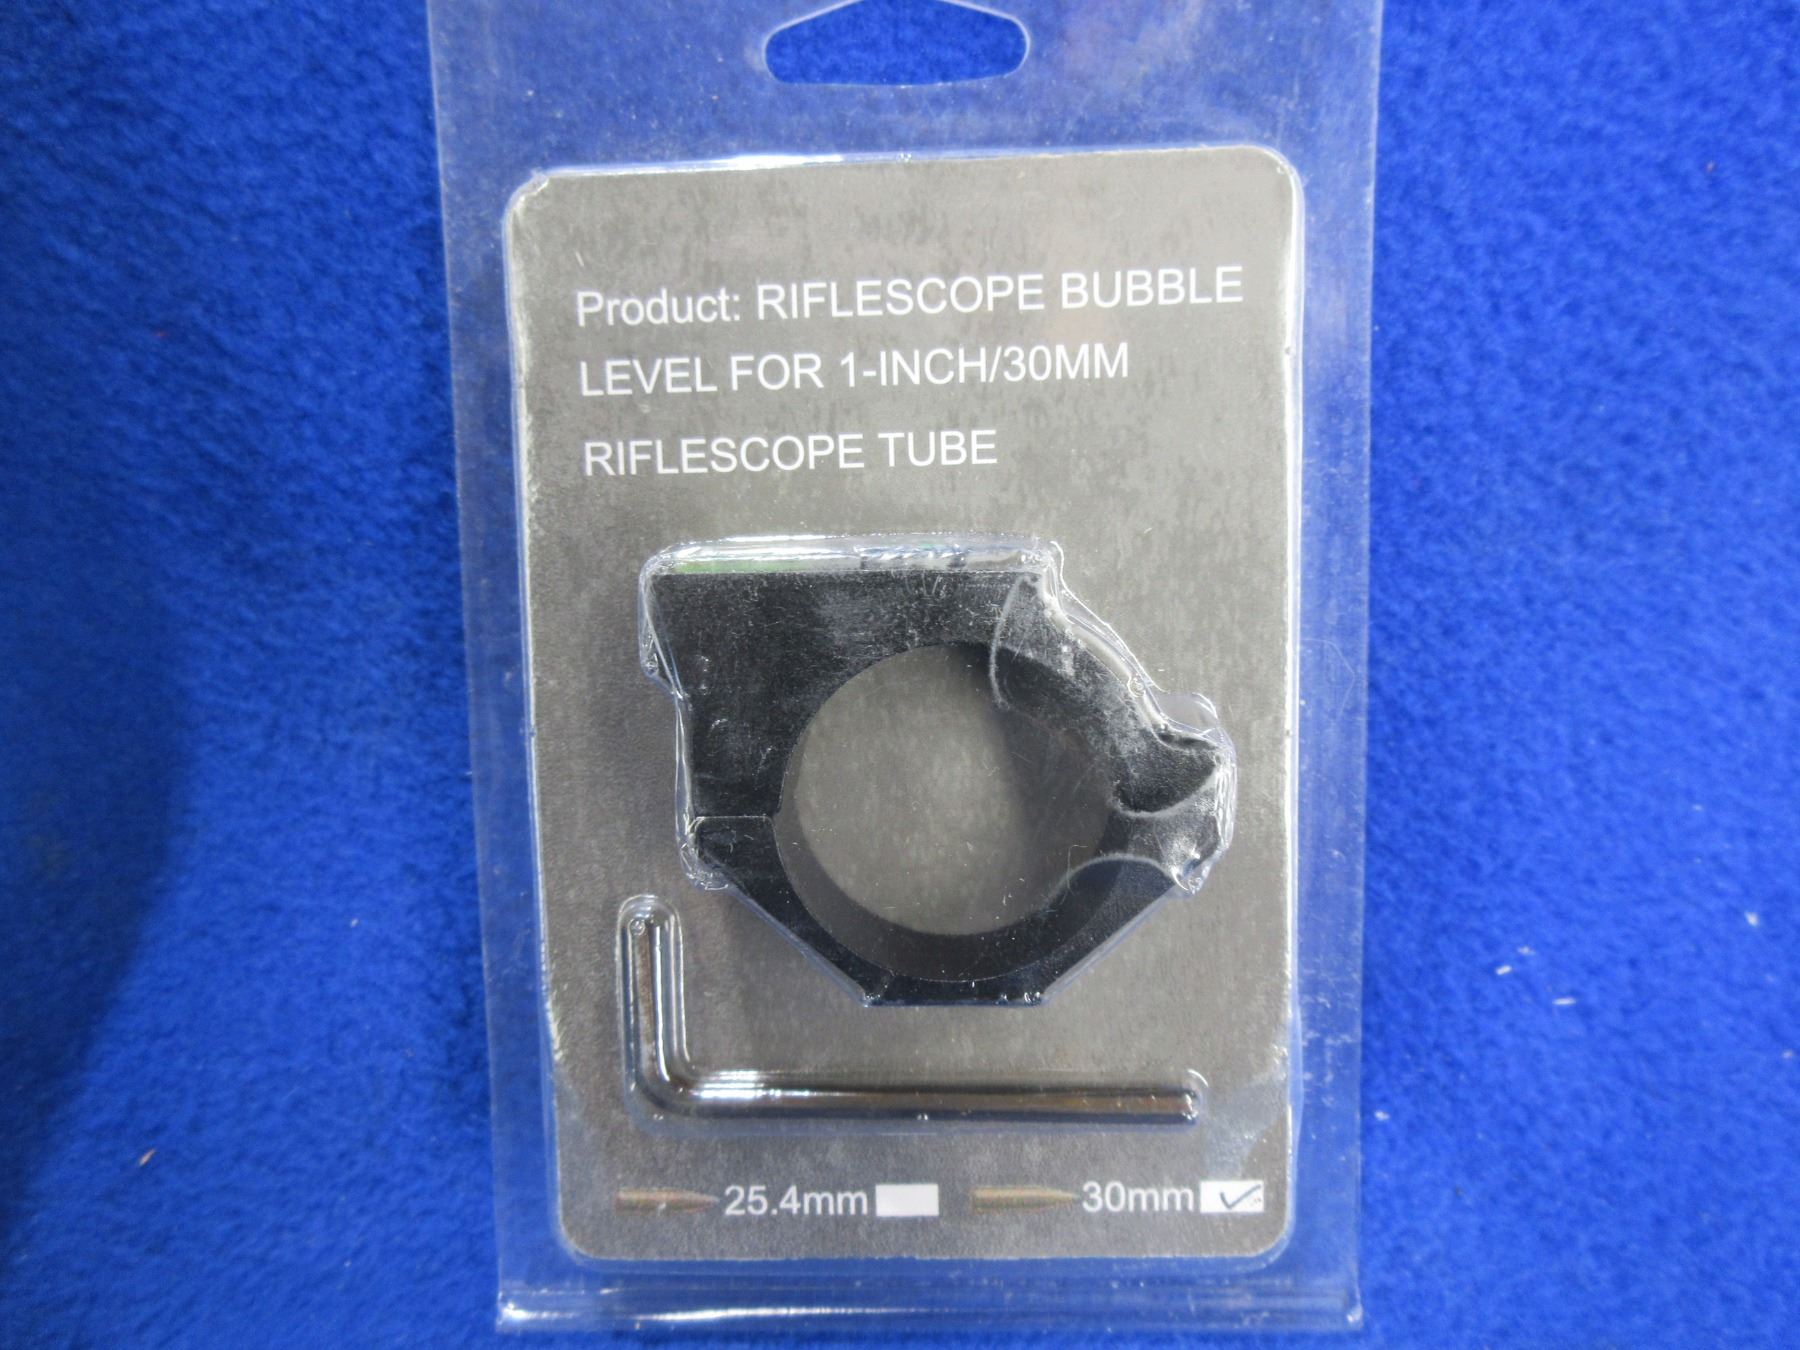 Product: RIFLESCOPE BUBBLE
LEVEL FOR 1-INCH/30MM
RIFLESCOPE TUBE
25.4mm 30mm